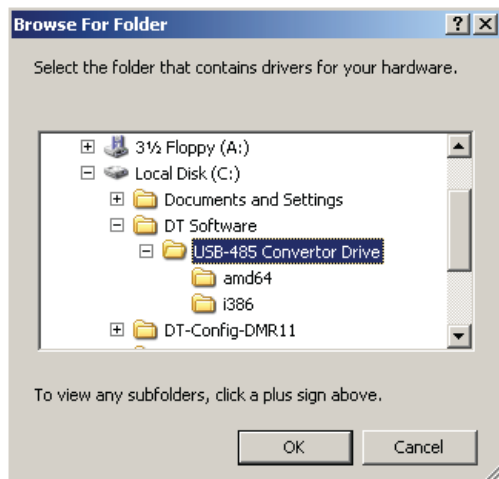 Browse For Folder
Select the folder that contains drivers for your hardware.
3½ Floppy (A:)
Local Disk (C:)
Documents and Settings
DT Software
USB-485 Convertor Drive
amd64
i386
DT-Config-DMR11
To view any subfolders, click a plus sign above.
OK Cancel